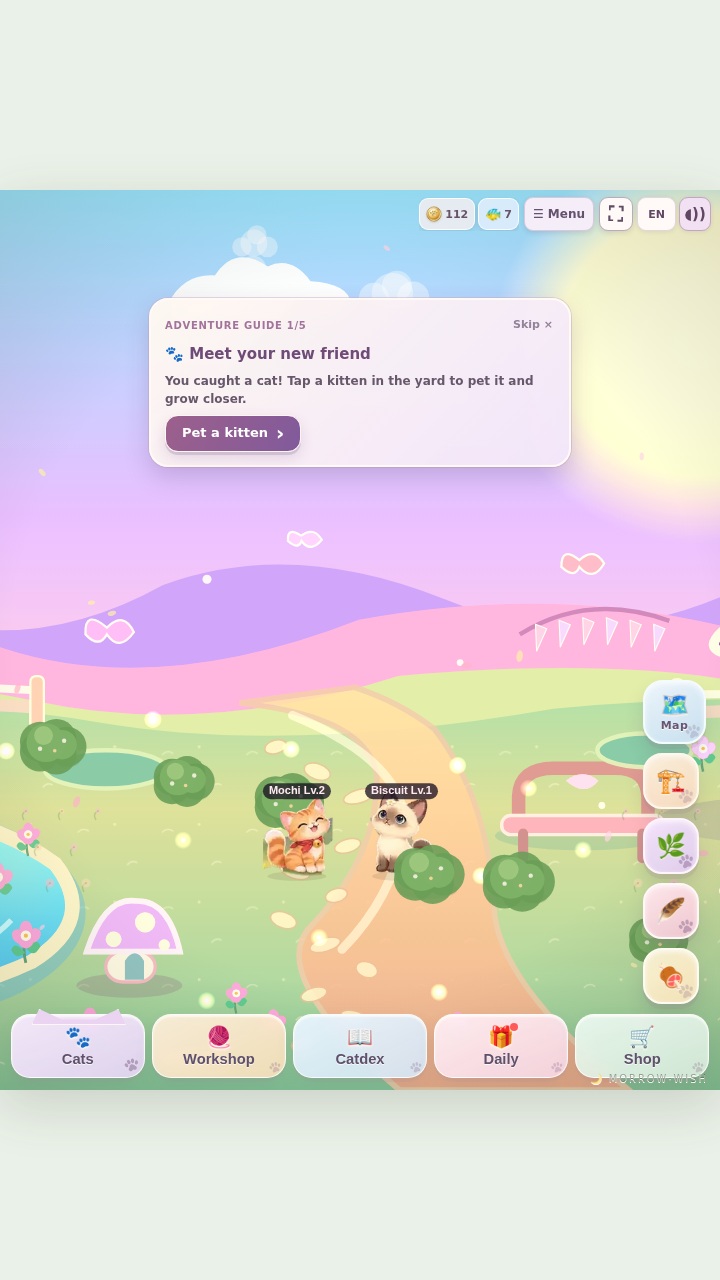 112
7
☰ Menu
EN
ADVENTURE GUIDE 1/5
Skip ×
🐾 Meet your new friend
You caught a cat! Tap a kitten in the yard to pet it and
grow closer.
Pet a kitten ›
Map
Mochi Lv.2
Biscuit Lv.1
Cats
Workshop
Catdex
Daily
Shop
MORROW·WISH